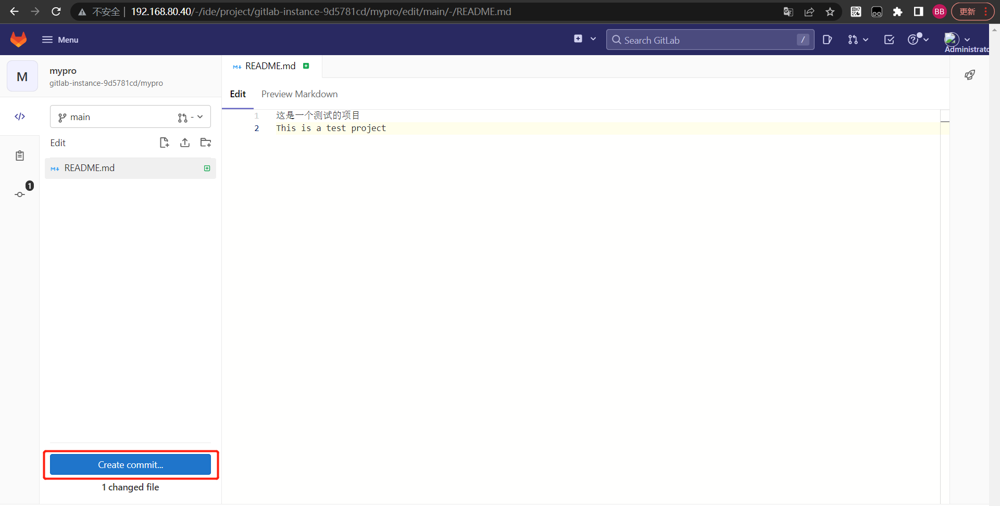 不安全 | 192.168.80.40/-/ide/project/gitlab-instance-9d5781cd/mypro/edit/main/-/README.md
BB
更新
Menu
Search GitLab
/
Administrato
M
mypro
gitlab-instance-9d5781cd/mypro
README.md
Edit
Preview Markdown
main
-
1 这是一个测试的项目
2 This is a test project
Edit
README.md
1
Create commit...
1 changed file